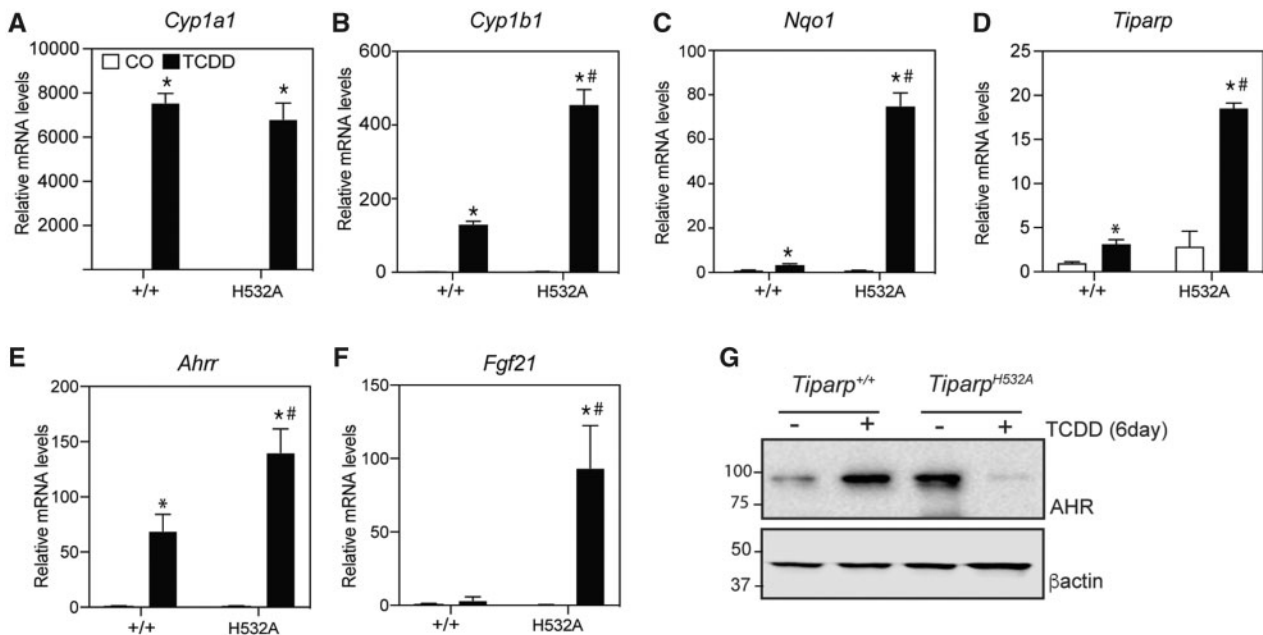 A
Cyp1a1
Relative mRNA levels
10000
8000
6000
4000
2000
CO TCDD
*
*
+/+
H532A
B
Cyp1b1
Relative mRNA levels
600
400
200
0
*
*#
+/+
H532A
C
Nqo1
Relative mRNA levels
100
80
60
40
20
0
*
*#
+/+
H532A
D
Tiparp
Relative mRNA levels
25
20
15
10
5
0
*
*#
+/+
H532A
E
Ahrr
Relative mRNA levels
200
150
100
50
0
*
*#
+/+
H532A
F
Fgf21
Relative mRNA levels
150
100
50
0
*#
+/+
H532A
G
Tiparp+/+ TiparpH532A
- + - + TCDD (6day)
100
75
AHR
50
37
βactin